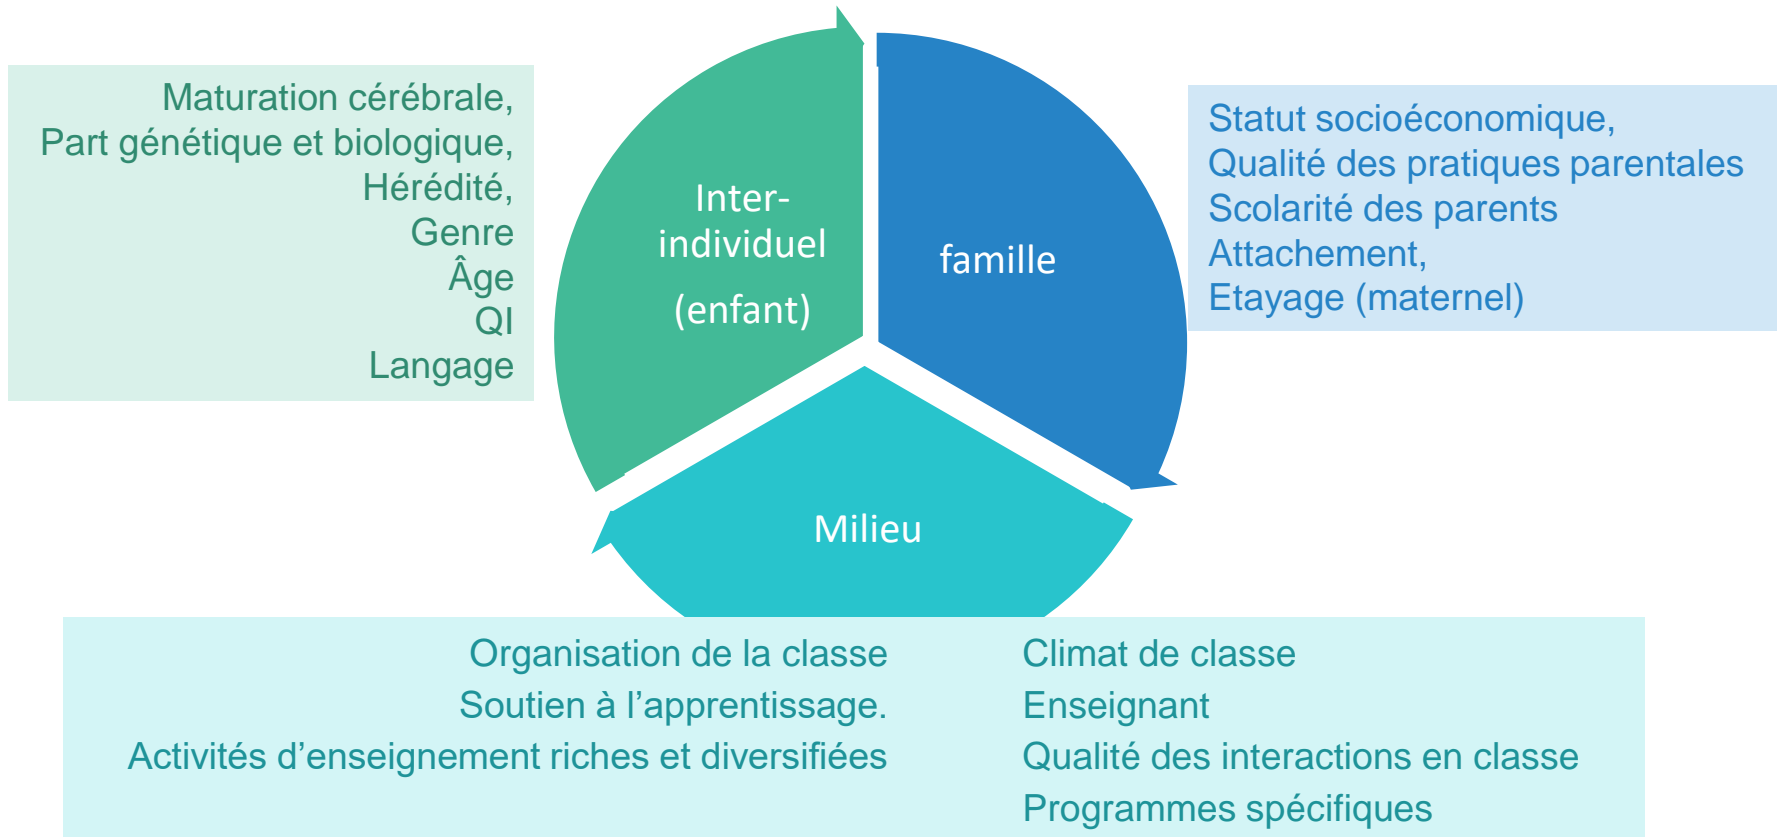 Maturation cérébrale,
Part génétique et biologique,
Hérédité,
Genre
Âge
QI
Langage
Inter-
individuel
(enfant)
famille
Statut socioéconomique,
Qualité des pratiques parentales
Scolarité des parents
Attachement,
Etayage (maternel)
Milieu
Organisation de la classe
Soutien à l’apprentissage.
Activités d’enseignement riches et diversifiées
Climat de classe
Enseignant
Qualité des interactions en classe
Programmes spécifiques